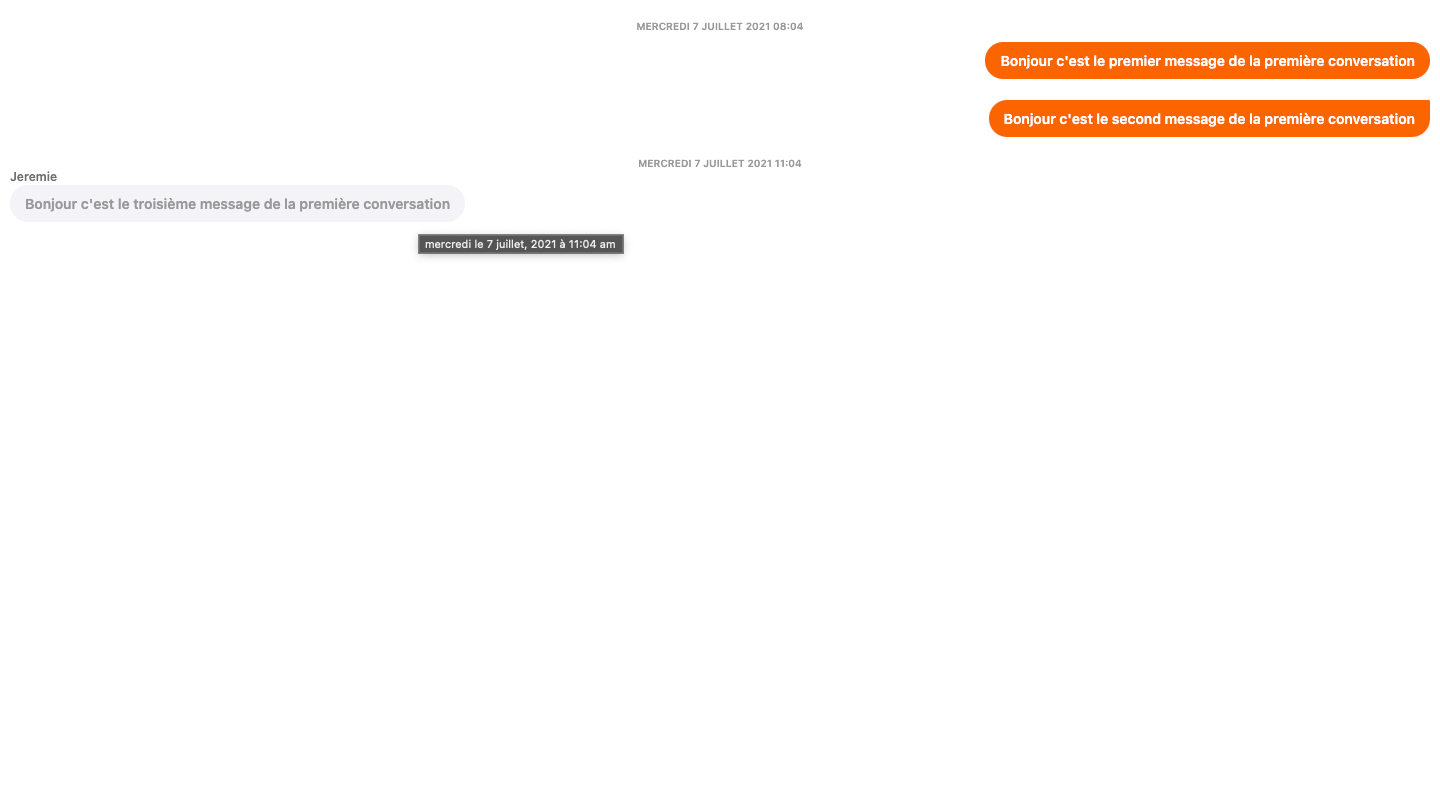 MERCREDI 7 JUILLET 2021 08:04
Bonjour c'est le premier message de la première conversation
Bonjour c'est le second message de la première conversation
MERCREDI 7 JUILLET 2021 11:04
Jeremie
Bonjour c'est le troisième message de la première conversation
mercredi le 7 juillet, 2021 à 11:04 am